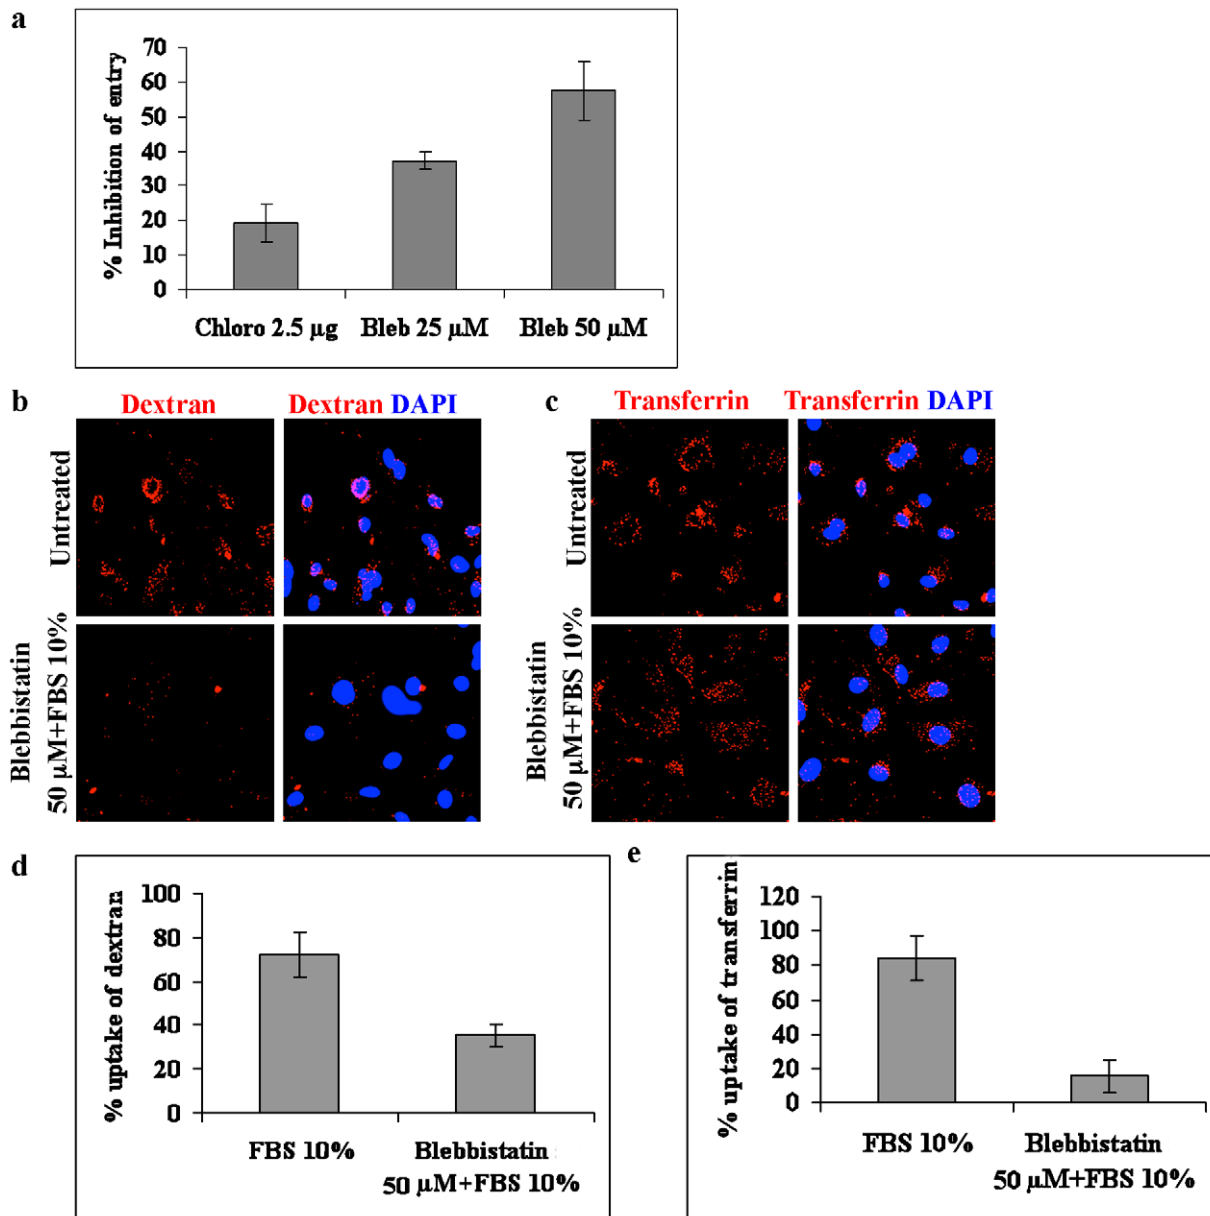 a
% Inhibition of entry
70
60
50
40
30
20
10
0
Chloro 2.5 µg
Bleb 25 µM
Bleb 50 µM
b
Dextran
Dextran DAPI
Untreated
Blebbistatin
50 µM+FBS 10%
c
Transferrin
Transferrin DAPI
Untreated
Blebbistatin
50 µM+FBS 10%
d
% uptake of dextran
100
80
60
40
20
0
FBS 10%
Blebbistatin
50 µM+FBS 10%
e
% uptake of transferrin
120
100
80
60
40
20
0
FBS 10%
Blebbistatin
50 µM+FBS 10%